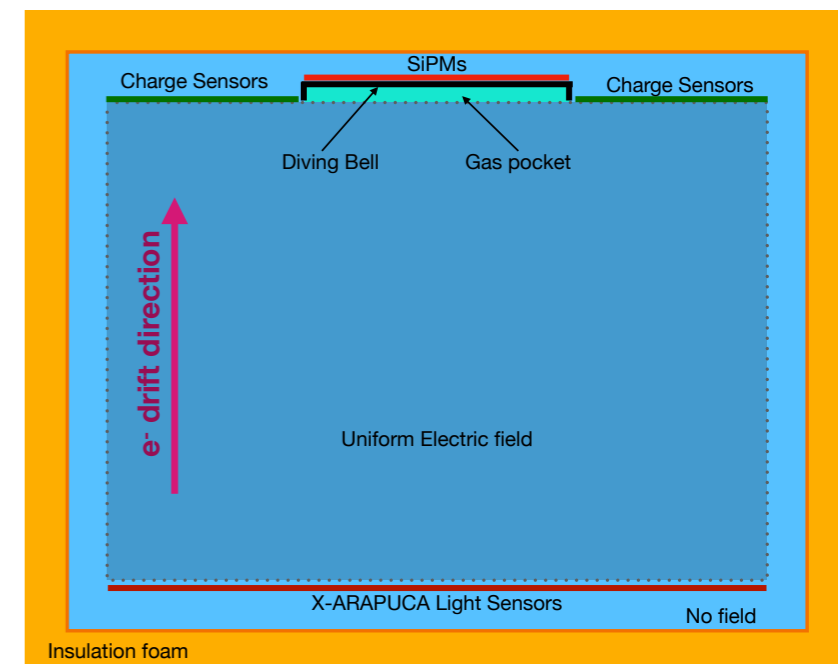 SiPMs
Charge Sensors
Charge Sensors
Diving Bell
Gas pocket
e- drift direction
Uniform Electric field
X-ARAPUCA Light Sensors
No field
Insulation foam